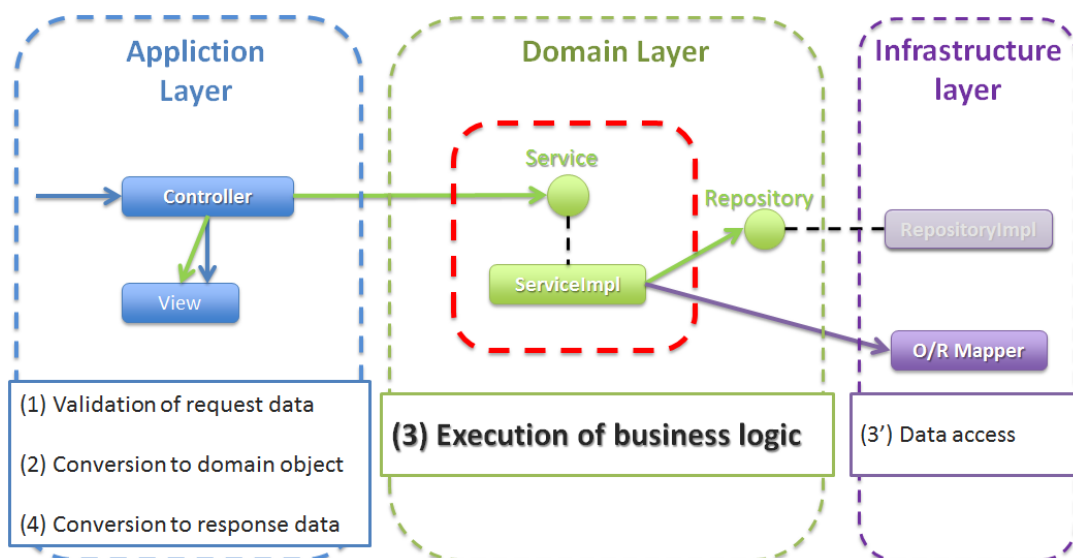 Appliction
Layer
Domain Layer
Infrastructure
layer
Service
Controller
Repository
RepositoryImpl
ServiceImpl
View
O/R Mapper
(1) Validation of request data
(2) Conversion to domain object
(4) Conversion to response data
(3) Execution of business logic
(3’) Data access